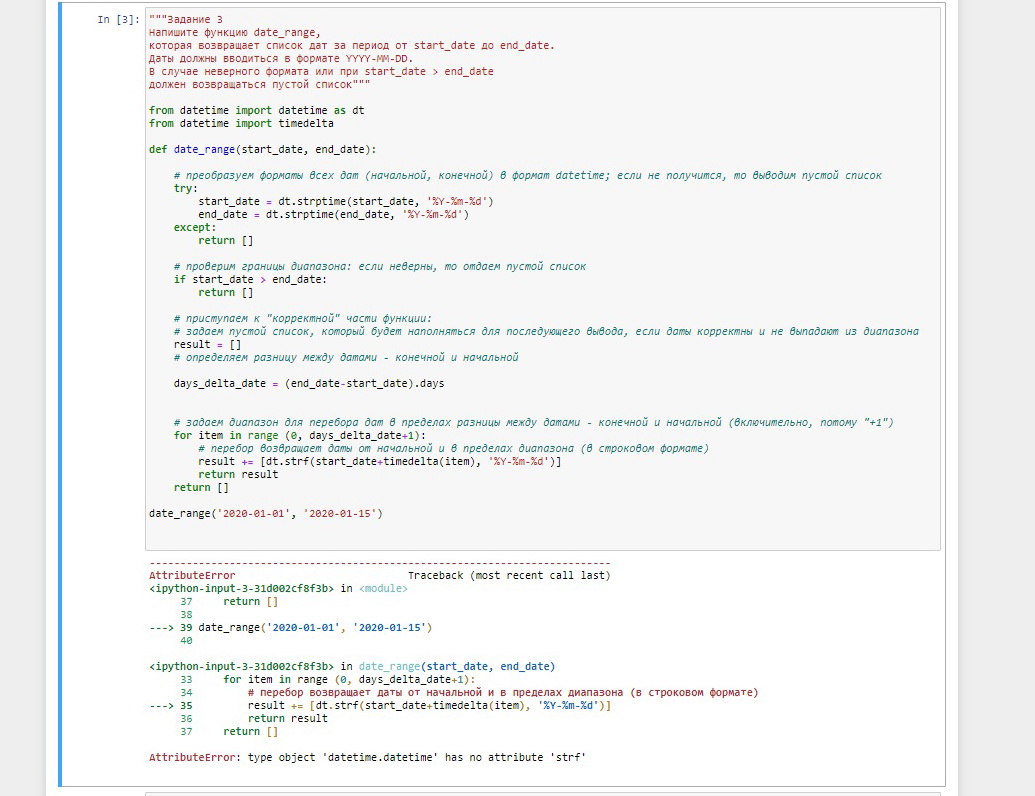 In [3]: """Задание 3
Напишите функцию date_range,
которая возвращает список дат за период от start_date до end_date.
Даты должны вводиться в формате YYYY-MM-DD.
В случае неверного формата или при start_date > end_date
должен возвращаться пустой список"""
from datetime import datetime as dt
from datetime import timedelta
def date_range(start_date, end_date):
# преобразуем форматы всех дат (начальной, конечной) в формат datetime; если не получится, то выводим пустой список
try:
start_date = dt.strptime(start_date, '%Y-%m-%d')
end_date = dt.strptime(end_date, '%Y-%m-%d')
except:
return []
# проверим границы диапазона: если неверны, то отдаем пустой список
if start_date > end_date:
return []
# приступаем к "корректной" части функции:
# задаем пустой список, который будет наполняться для последующего вывода, если даты корректны и не выпадают из диапазона
result = []
# определяем разницу между датами - конечной и начальной
days_delta_date = (end_date-start_date).days
# задаем диапазон для перебора дат в пределах разницы между датами - конечной и начальной (включительно, потому "+1")
for item in range (0, days_delta_date+1):
# перебор возвращает даты от начальной и в пределах диапазона (в строковом формате)
result += [dt.strf(start_date+timedelta(item), '%Y-%m-%d')]
return result
return []
date_range('2020-01-01', '2020-01-15')
---------------------------------------------------------------------------
AttributeError Traceback (most recent call last)
<ipython-input-3-31d002cf8f3b> in <module>
37 return []
38
---> 39 date_range('2020-01-01', '2020-01-15')
40
<ipython-input-3-31d002cf8f3b> in date_range(start_date, end_date)
33 for item in range (0, days_delta_date+1):
34 # перебор возвращает даты от начальной и в пределах диапазона (в строковом формате)
---> 35 result += [dt.strf(start_date+timedelta(item), '%Y-%m-%d')]
36 return result
37 return []
AttributeError: type object 'datetime.datetime' has no attribute 'strf'